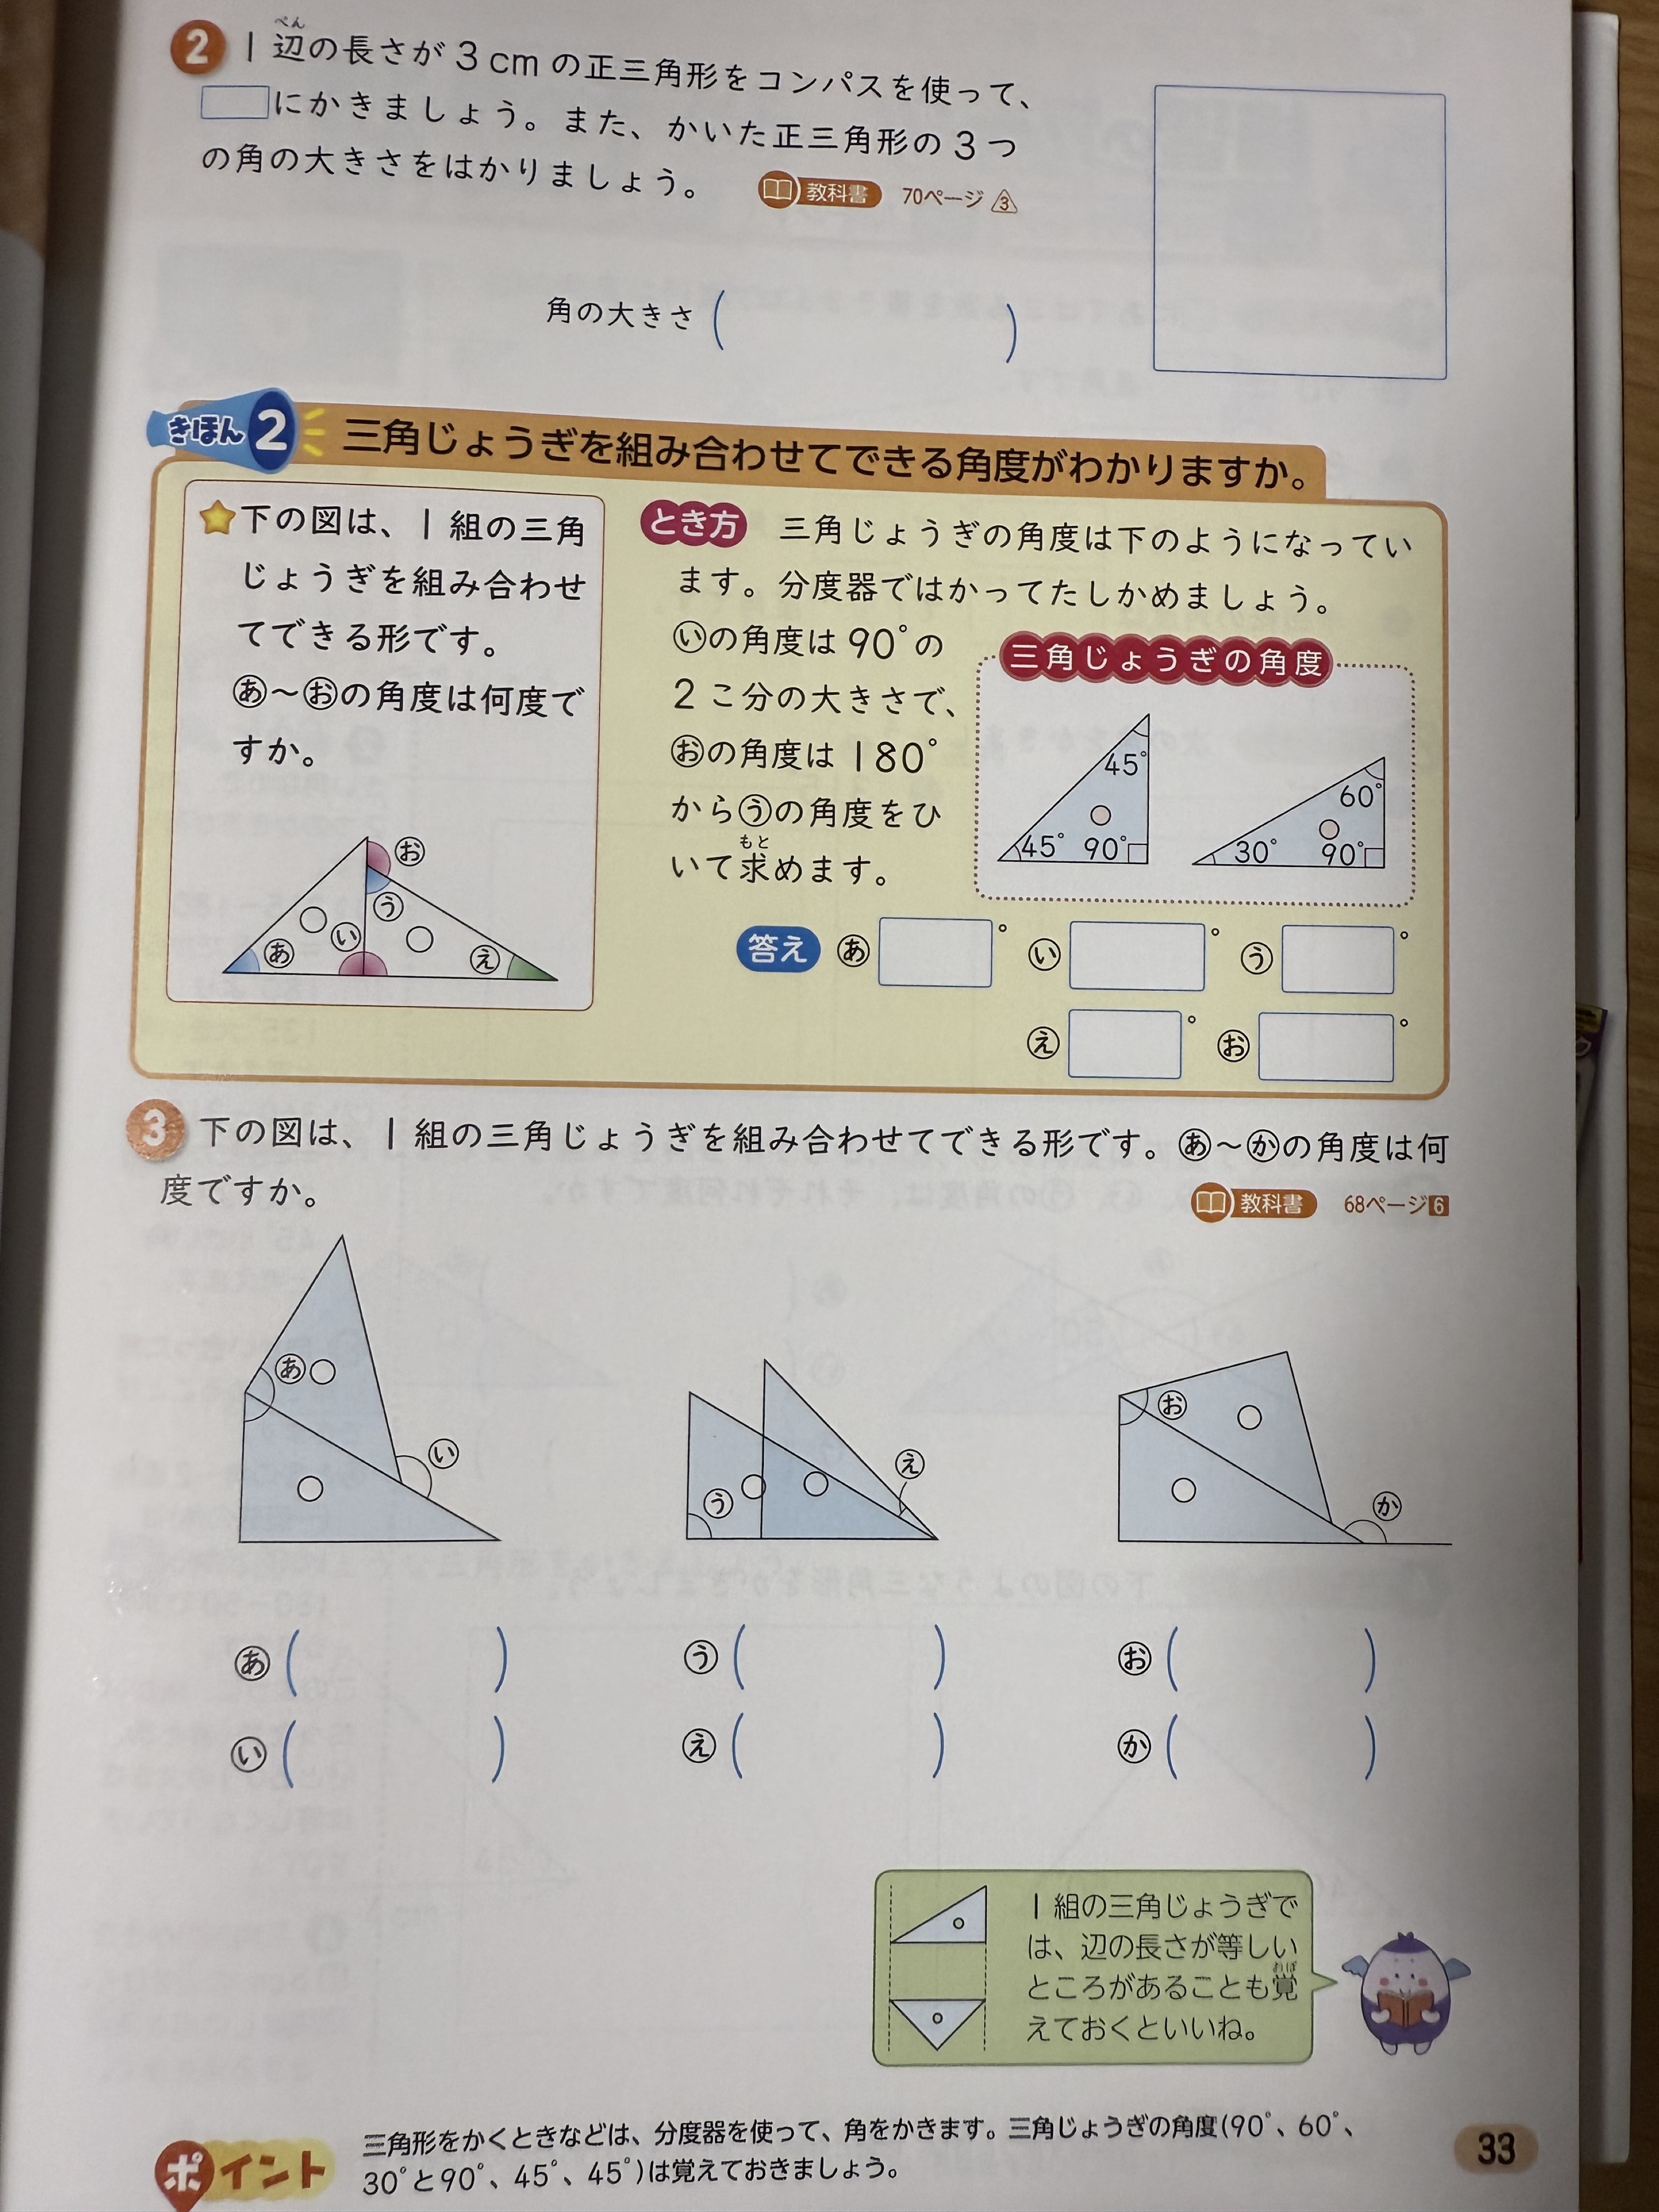 2 1辺の長さが3cmの正三角形をコンパスを使って、
べん
にかきましょう。また、かいた正三角形の3つ
の角の大きさをはかりましょう。
教科書 70ページ 3
角の大きさ( )
きほん2 三角じょうぎを組み合わせてできる角度がわかりますか。
下の図は、1組の三角
じょうぎを組み合わせ
てできる形です。
あ～おの角度は何度で
すか。
お
う
あ い え
とき方 三角じょうぎの角度は下のようになってい
ます。分度器ではかってたしかめましょう。
いの角度は90°の
2こ分の大きさで、
おの角度は180°
からうの角度をひ
もと
いて求めます。
三角じょうぎの角度
45°
45° 90°
60°
30° 90°
答え あ ° い ° う °
え ° お °
3 下の図は、1組の三角じょうぎを組み合わせてできる形です。あ～かの角度は何
度ですか。
教科書 68ページ6
あ
い
う
え
お
か
あ( ) う( ) お( )
い( ) え( ) か( )
1組の三角じょうぎで
は、辺の長さが等しい
おぼ
ところがあることも覚
えておくといいね。
ポイント 三角形をかくときなどは、分度器を使って、角をかきます。三角じょうぎの角度(90°、60°、
30°と90°、45°、45°)は覚えておきましょう。
33